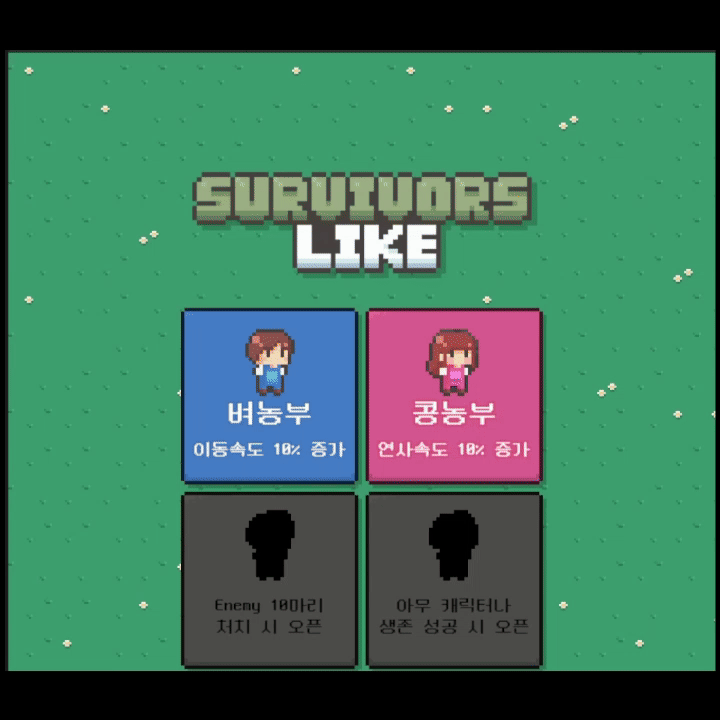 SURVIVORS
LIKE
벼농부
이동속도 10% 증가
콩농부
연사속도 10% 증가
Enemy 10마리
처치 시 오픈
아무 캐릭터나
생존 성공 시 오픈